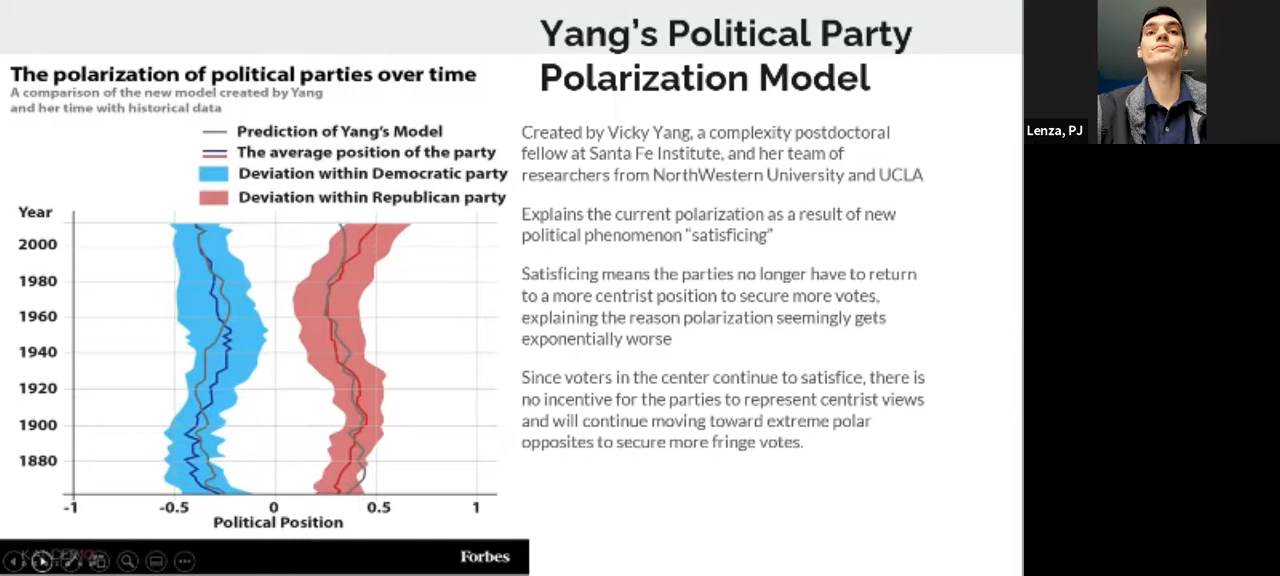 Yang's Political Party
Polarization Model
The polarization of political parties over time
A comparison of the new model created by Yang
and her time with historical data
Prediction of Yang's Model
The average position of the party
Deviation within Democratic party
Deviation within Republican party
Year
2000
1980
1960
1940
1920
1900
1880
-1
-0.5
0
0.5
1
Political Position
Forbes
Created by Vicky Yang, a complexity postdoctoral
fellow at Santa Fe Institute, and her team of
researchers from NorthWestern University and UCLA
Explains the current polarization as a result of new
political phenomenon "satisficing"
Satisficing means the parties no longer have to return
to a more centrist position to secure more votes,
explaining the reason polarization seemingly gets
exponentially worse
Since voters in the center continue to satisfice, there is
no incentive for the parties to represent centrist views
and will continue moving toward extreme polar
opposites to secure more fringe votes.
Lenza, PJ